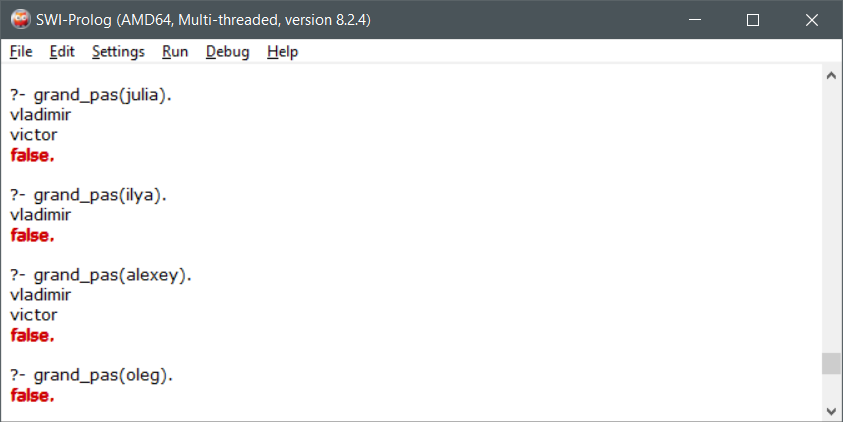 SWI-Prolog (AMD64, Multi-threaded, version 8.2.4)
File Edit Settings Run Debug Help
?- grand_pas(julia).
vladimir
victor
false.
?- grand_pas(ilya).
vladimir
false.
?- grand_pas(alexey).
vladimir
victor
false.
?- grand_pas(oleg).
false.